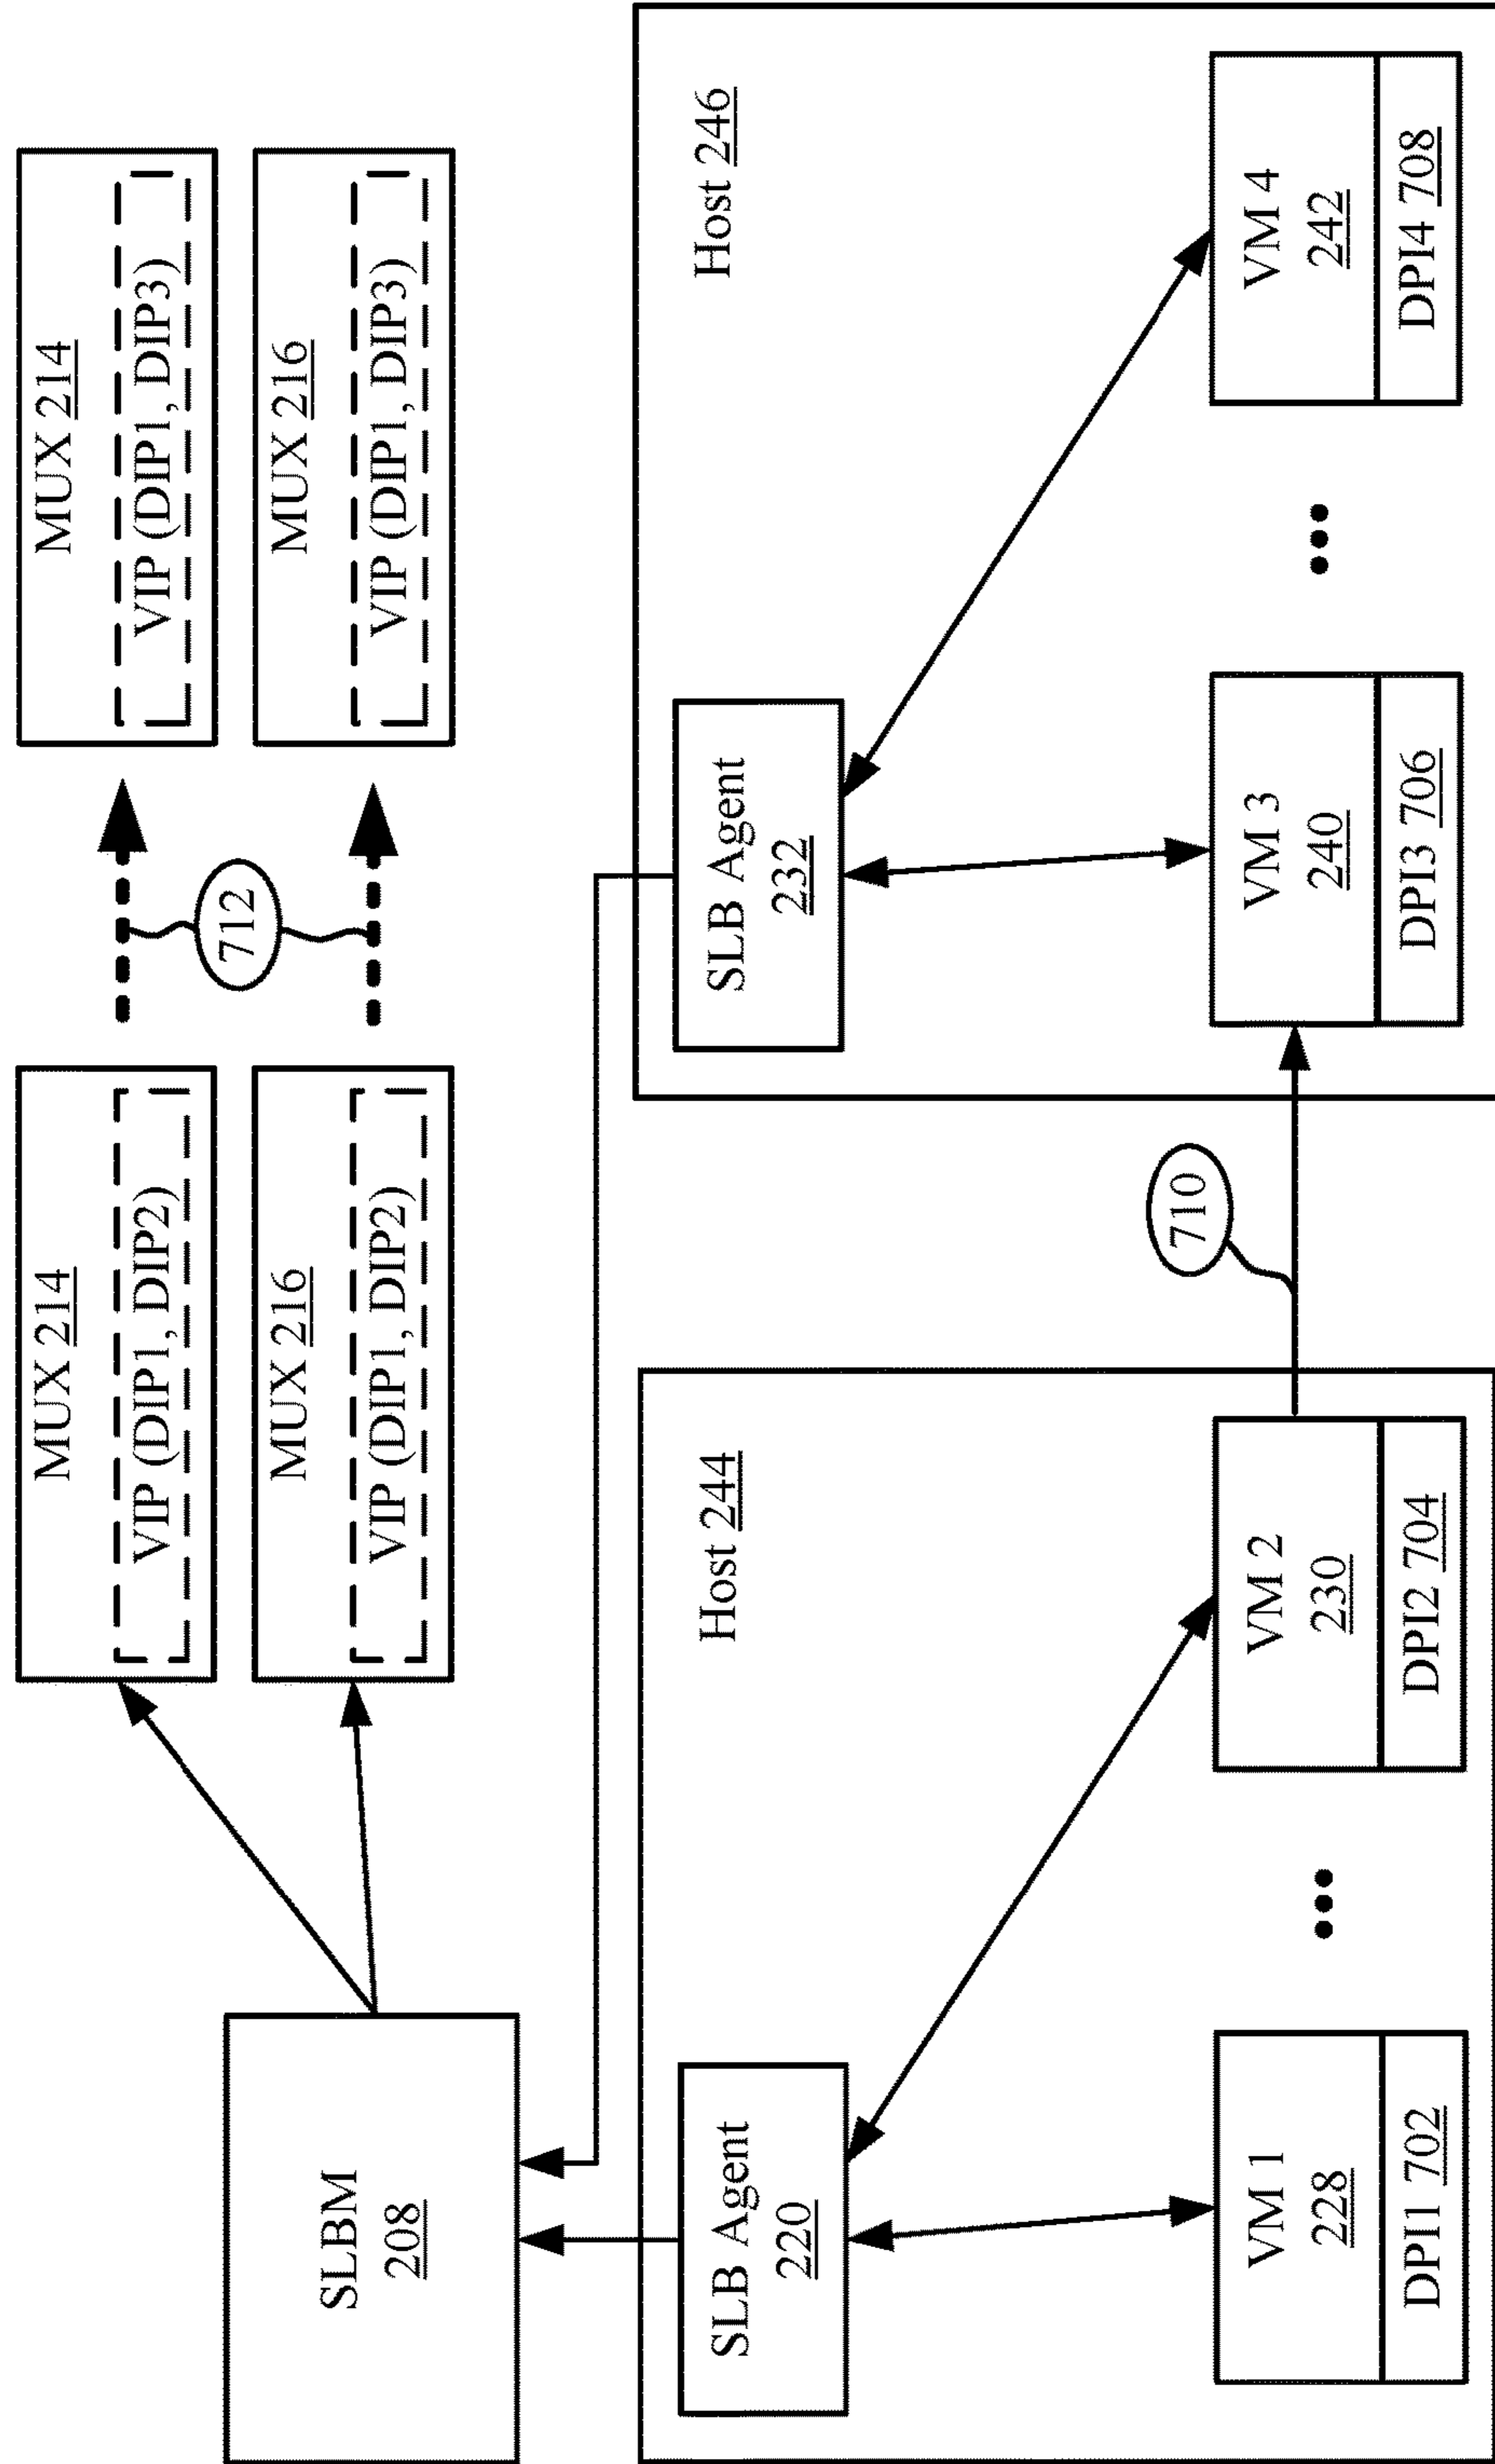 MUX 214
VIP (DIP1, DIP2)
MUX 216
VIP (DIP1, DIP2)
712
MUX 214
VIP (DIP1, DIP3)
MUX 216
VIP (DIP1, DIP3)
SLBM
208
Host 244
SLB Agent
220
VM 1
228
DPI1 702
•••
VM 2
230
DPI2 704
710
Host 246
SLB Agent
232
VM 3
240
DPI3 706
•••
VM 4
242
DPI4 708